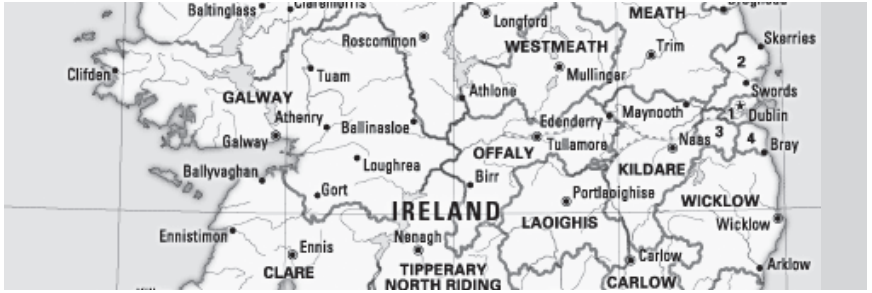 Baltinglass
Claremorris
Longford
MEATH
Roscommon
WESTMEATH
Trim
Skerries
2
Clifden
Tuam
Mullingar
Athlone
Swords
GALWAY
Athenry
Ballinasloe
Edenderry
Maynooth
1
Dublin
Galway
Tullamore
Naas
3
4
Bray
OFFALY
Ballyvaghan
Loughrea
Birr
KILDARE
Gort
Portlaoighise
WICKLOW
IRELAND
LAOIGHIS
Wicklow
Ennistimon
Nenagh
Ennis
Carlow
Arklow
CLARE
TIPPERARY
NORTH RIDING
CARLOW